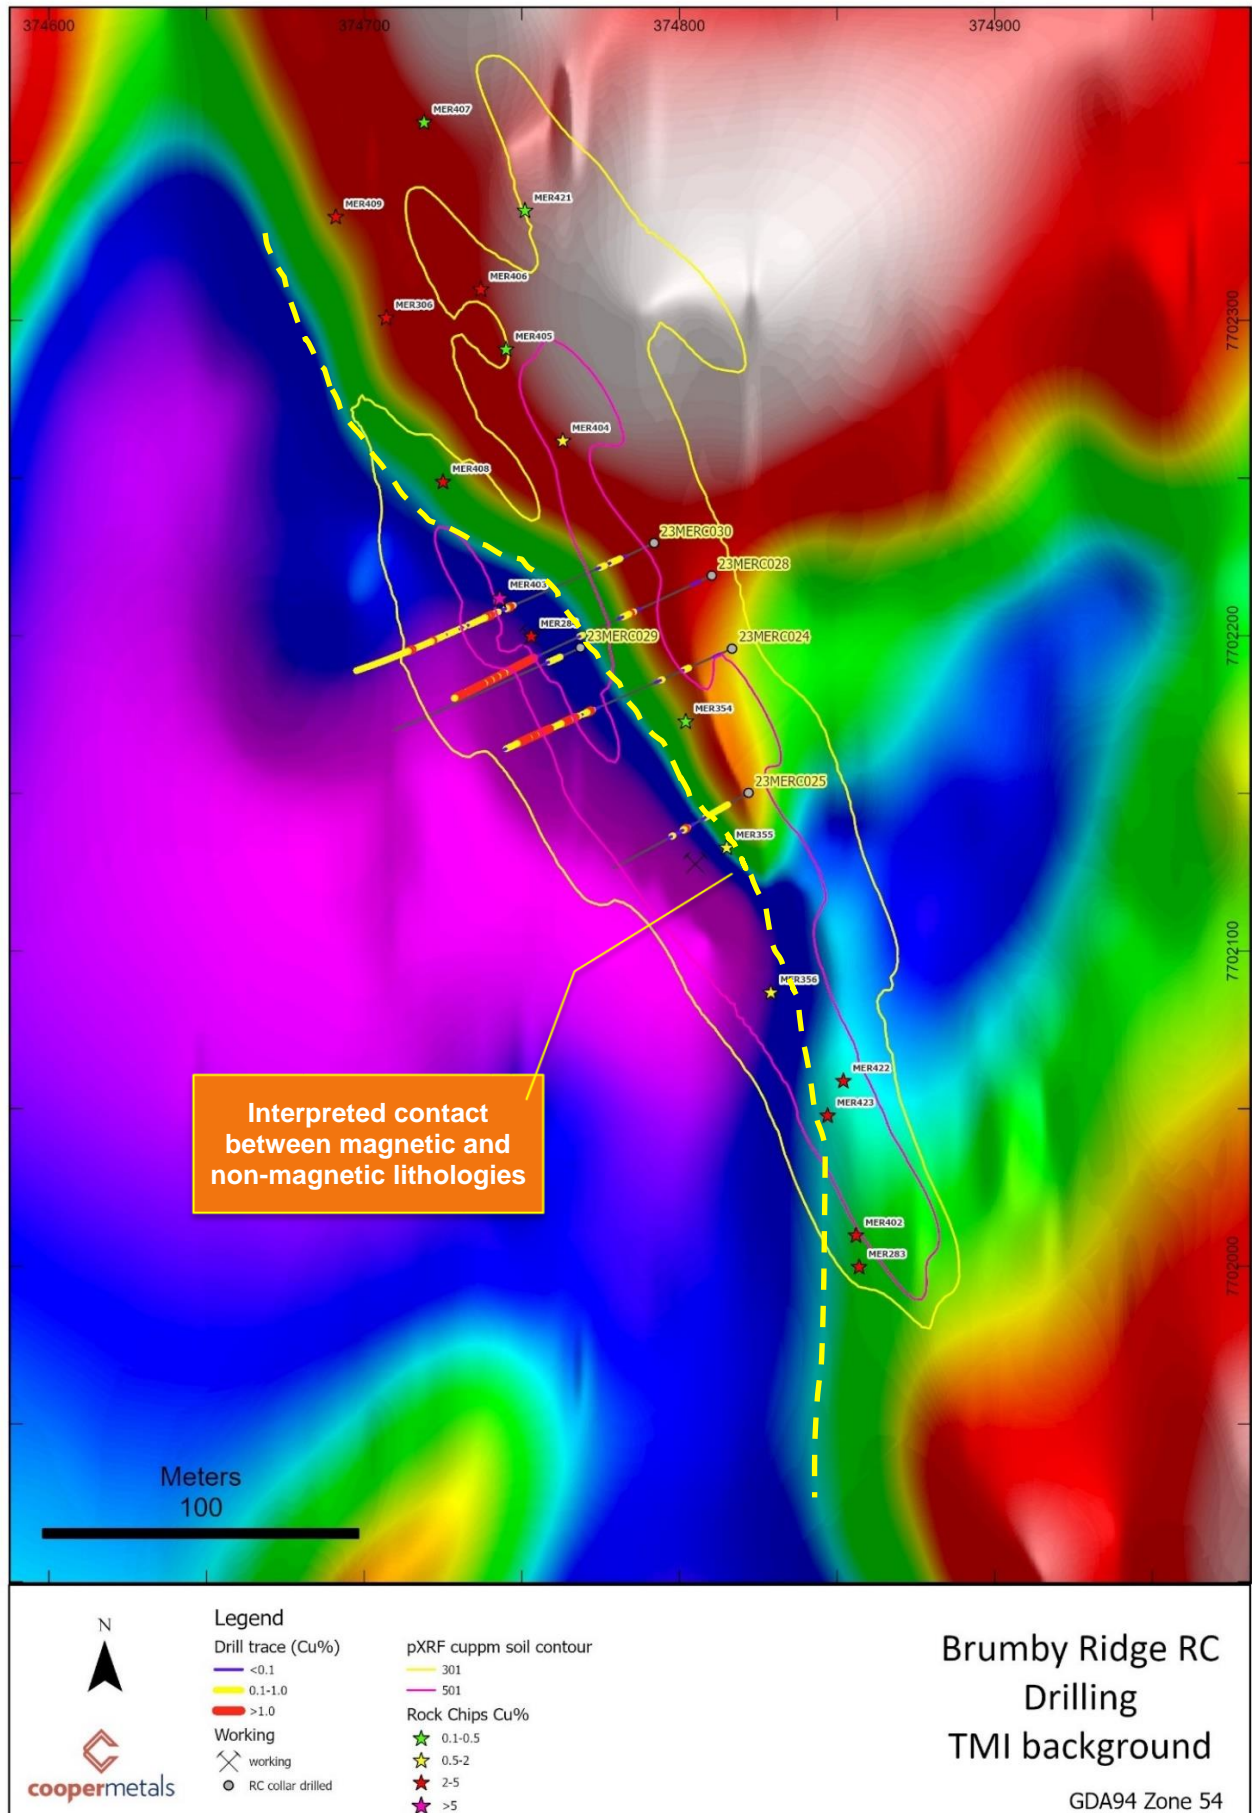 374600
374700
374800
374900
MER407
MER421
MER409
MER406
MER306
MER405
7702300
MER404
MER408
23MERC030
23MERC028
MER403
MER28
23MERC029
23MERC024
7702200
MER354
23MERC025
MER355
7702100
MER356
MER422
MER423
Interpreted contact
between magnetic and
non-magnetic lithologies
MER402
MER283
7702000
Meters
100
N
coopermetals
Legend
Drill trace (Cu%)
<0.1
0.1-1.0
>1.0
Working
working
RC collar drilled
pXRF cuppm soil contour
301
501
Rock Chips Cu%
0.1-0.5
0.5-2
2-5
>5
Brumby Ridge RC
Drilling
TMI background
GDA94 Zone 54